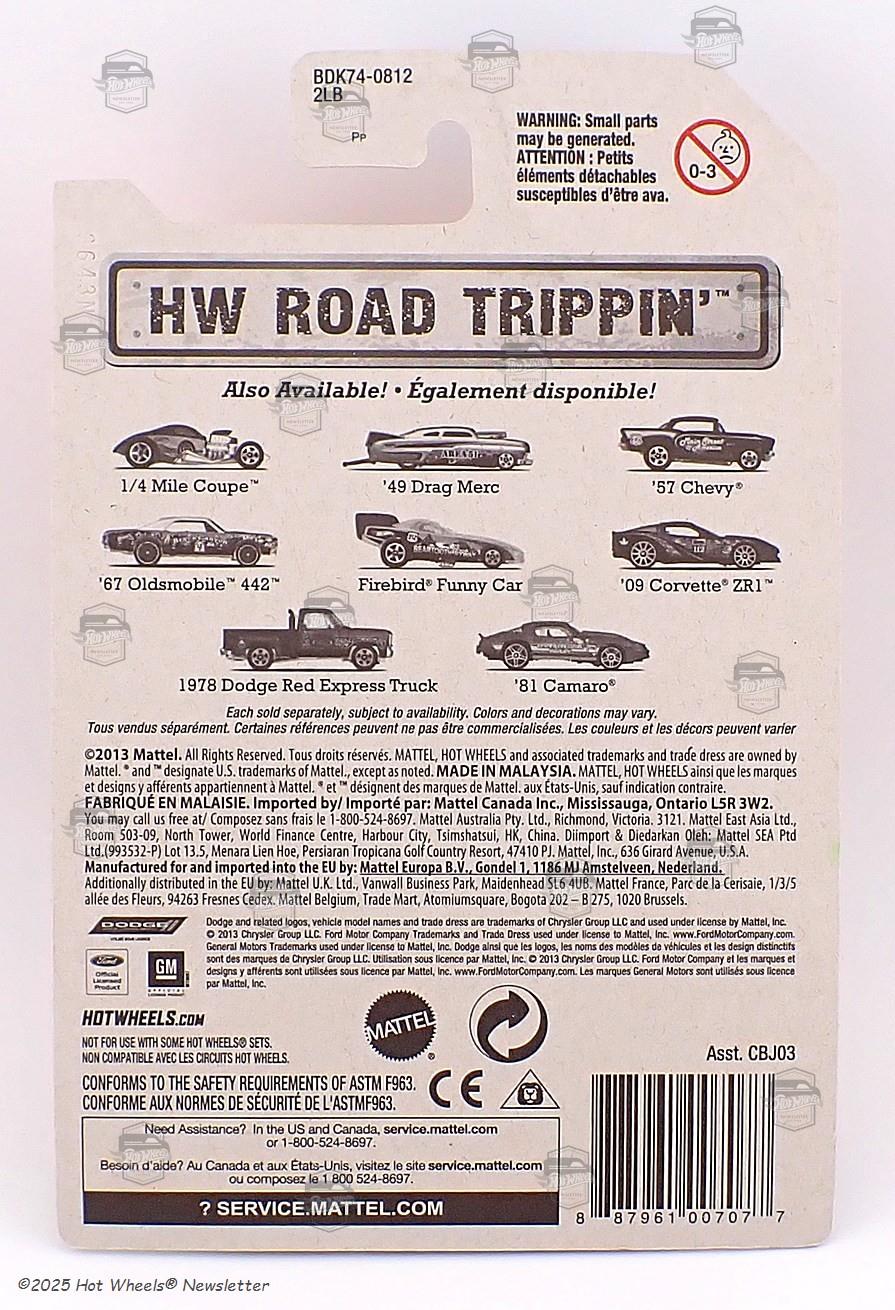 BDK74-0812
2LB
Pp
WARNING: Small parts
may be generated.
ATTENTION : Petits
éléments détachables
susceptibles d'être ava.
0-3
HW ROAD TRIPPIN'™
Also Available! • Également disponible!
1/4 Mile Coupe™
'49 Drag Merc
'57 Chevy®
'67 Oldsmobile™ 442™
Firebird® Funny Car
'09 Corvette® ZR1™
1978 Dodge Red Express Truck
'81 Camaro®
Each sold separately, subject to availability. Colors and decorations may vary.
Tous vendus séparément. Certaines références peuvent ne pas être commercialisées. Les couleurs et les décors peuvent varier
©2013 Mattel. All Rights Reserved. Tous droits réservés. MATTEL, HOT WHEELS and associated trademarks and trade dress are owned by
Mattel. ® and ™ designate U.S. trademarks of Mattel., except as noted. MADE IN MALAYSIA. MATTEL, HOT WHEELS ainsi que les marques
et designs y afférents appartiennent à Mattel. ® et ™ désignent des marques de Mattel. aux États-Unis, sauf indication contraire.
FABRIQUÉ EN MALAISIE. Imported by/ Importé par: Mattel Canada Inc., Mississauga, Ontario L5R 3W2.
You may call us free at/ Composez sans frais le 1-800-524-8697. Mattel Australia Pty. Ltd., Richmond, Victoria. 3121. Mattel East Asia Ltd.,
Room 503-09, North Tower, World Finance Centre, Harbour City, Tsimshatsui, HK, China. Diimport & Diedarkan Oleh: Mattel SEA Ptd
Ltd.(993532-P) Lot 13.5, Menara Lien Hoe, Persiaran Tropicana Golf Country Resort, 47410 PJ. Mattel, Inc., 636 Girard Avenue, U.S.A.
Manufactured for and imported into the EU by: Mattel Europa B.V., Gondel 1, 1186 MJ Amstelveen, Nederland.
Additionally distributed in the EU by: Mattel U.K. Ltd., Vanwall Business Park, Maidenhead SL6 4UB. Mattel France, Parc de la Cerisaie, 1/3/5
allée des Fleurs, 94263 Fresnes Cedex. Mattel Belgium, Trade Mart, Atomiumsquare, Bogota 202 – B 275, 1020 Brussels.
DODGE
Dodge and related logos, vehicle model names and trade dress are trademarks of Chrysler Group LLC and used under license by Mattel, Inc.
© 2013 Chrysler Group LLC. Ford Motor Company Trademarks and Trade Dress used under license to Mattel, Inc. www.FordMotorCompany.com.
General Motors Trademarks used under license to Mattel, Inc. Dodge ainsi que les logos, les noms des modèles de véhicules et les design distinctifs
sont des marques de Chrysler Group LLC. Utilisation sous licence par Mattel, Inc. © 2013 Chrysler Group LLC. Ford Motor Company et les marques et
designs y afférents sont utilisées sous licence par Mattel, Inc. www.FordMotorCompany.com. Les marques General Motors sont utilisés sous licence
par Mattel, Inc.
Ford
Official
Licensed
Product
GM
HOTWHEELS.COM
NOT FOR USE WITH SOME HOT WHEELS® SETS.
NON COMPATIBLE AVEC LES CIRCUITS HOT WHEELS.
MATTEL®
Asst. CBJ03
CONFORMS TO THE SAFETY REQUIREMENTS OF ASTM F963.
CONFORME AUX NORMES DE SÉCURITÉ DE L'ASTMF963.
CE
Need Assistance? In the US and Canada, service.mattel.com
or 1-800-524-8697.
Besoin d'aide? Au Canada et aux États-Unis, visitez le site service.mattel.com
ou composez le 1 800 524-8697.
? SERVICE.MATTEL.COM
8 87961 00707 7
©2025 Hot Wheels® Newsletter